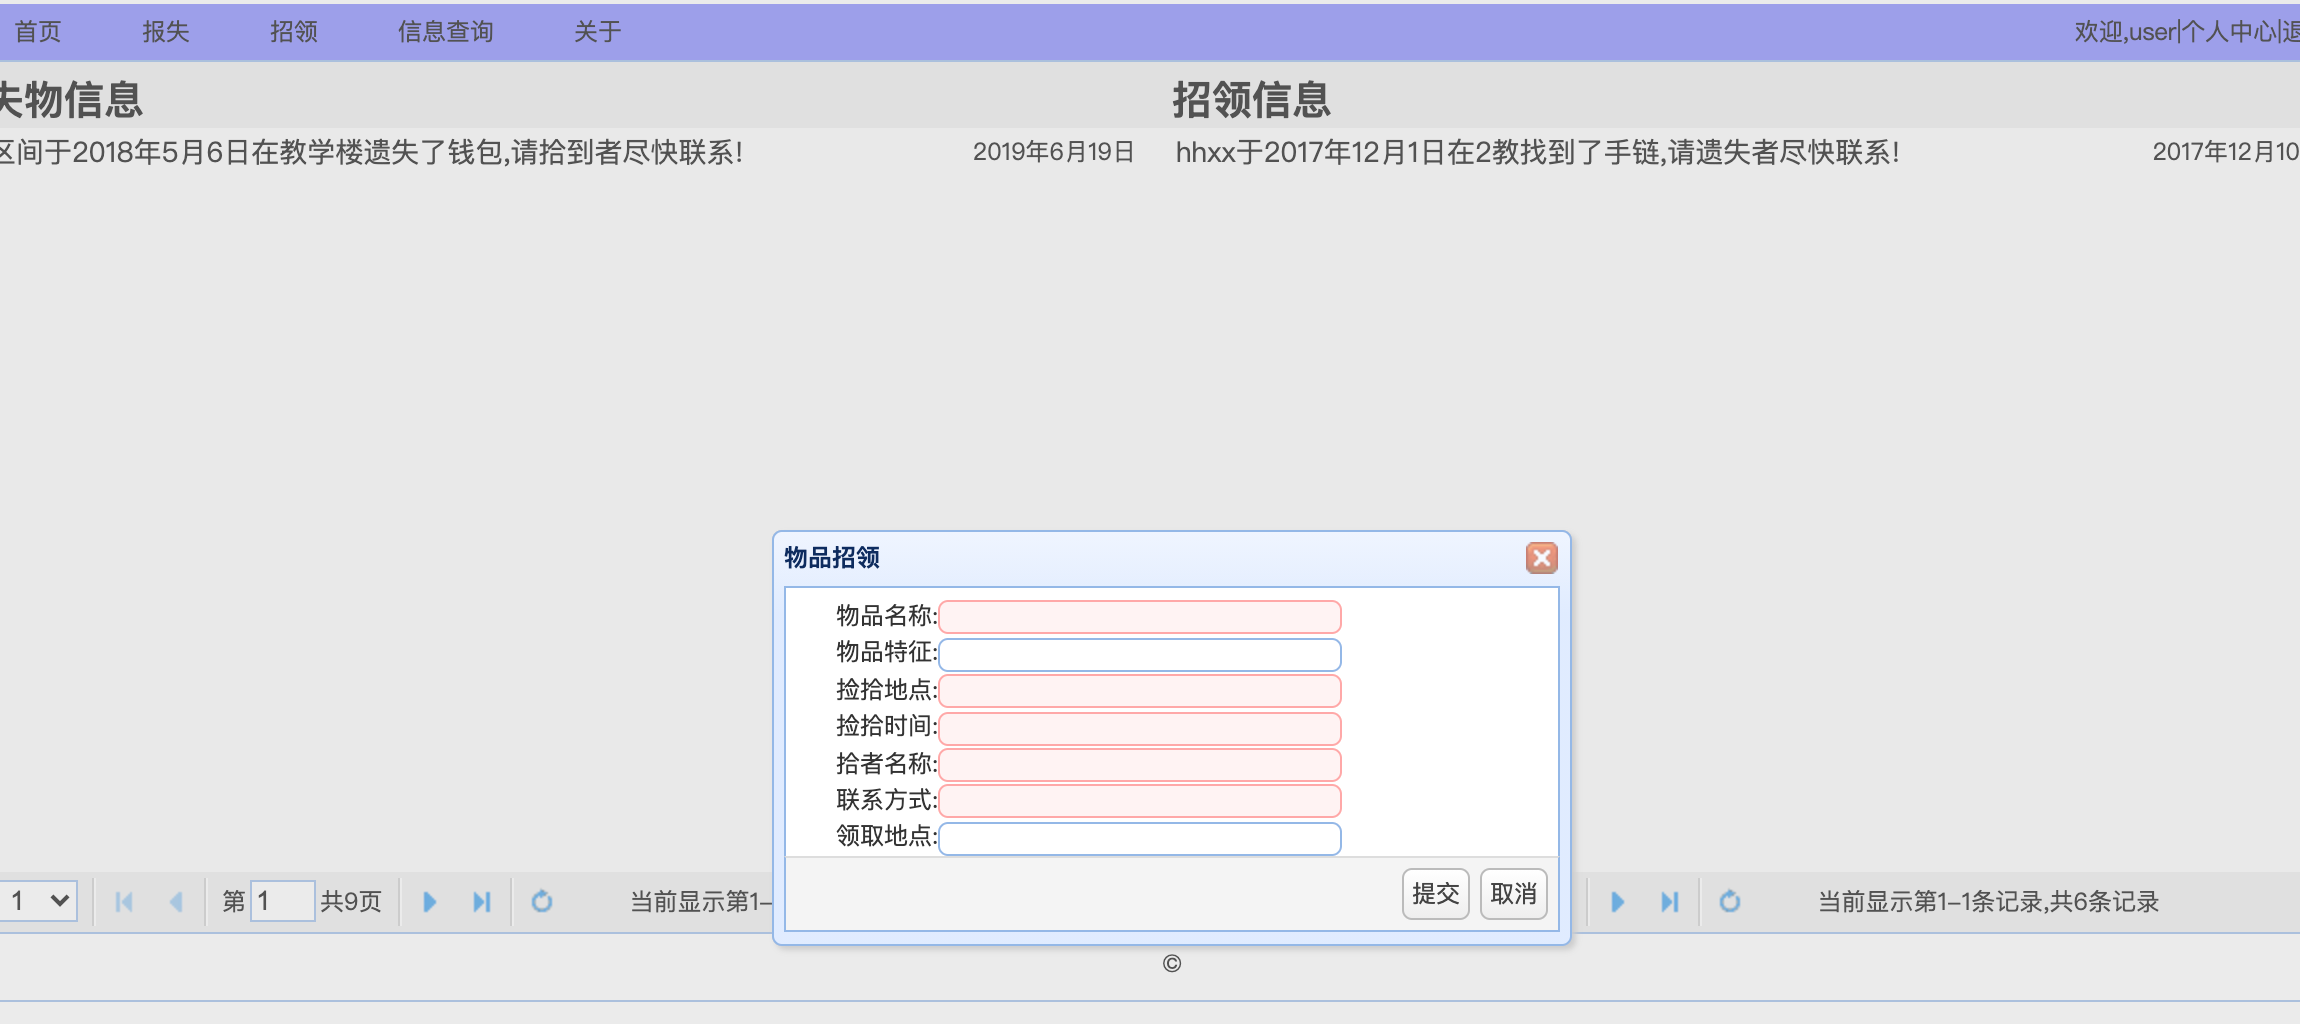 首页 报失 招领 信息查询 关于 欢迎,user|个人中心|退
失物信息 招领信息
区间于2018年5月6日在教学楼遗失了钱包,请拾到者尽快联系! 2019年6月19日 hhxx于2017年12月1日在2教找到了手链,请遗失者尽快联系! 2017年12月10
物品招领
物品名称:
物品特征:
捡拾地点:
捡拾时间:
拾者名称:
联系方式:
领取地点:
提交 取消
1 第 1 共9页 当前显示第1– 当前显示第1–1条记录,共6条记录
©